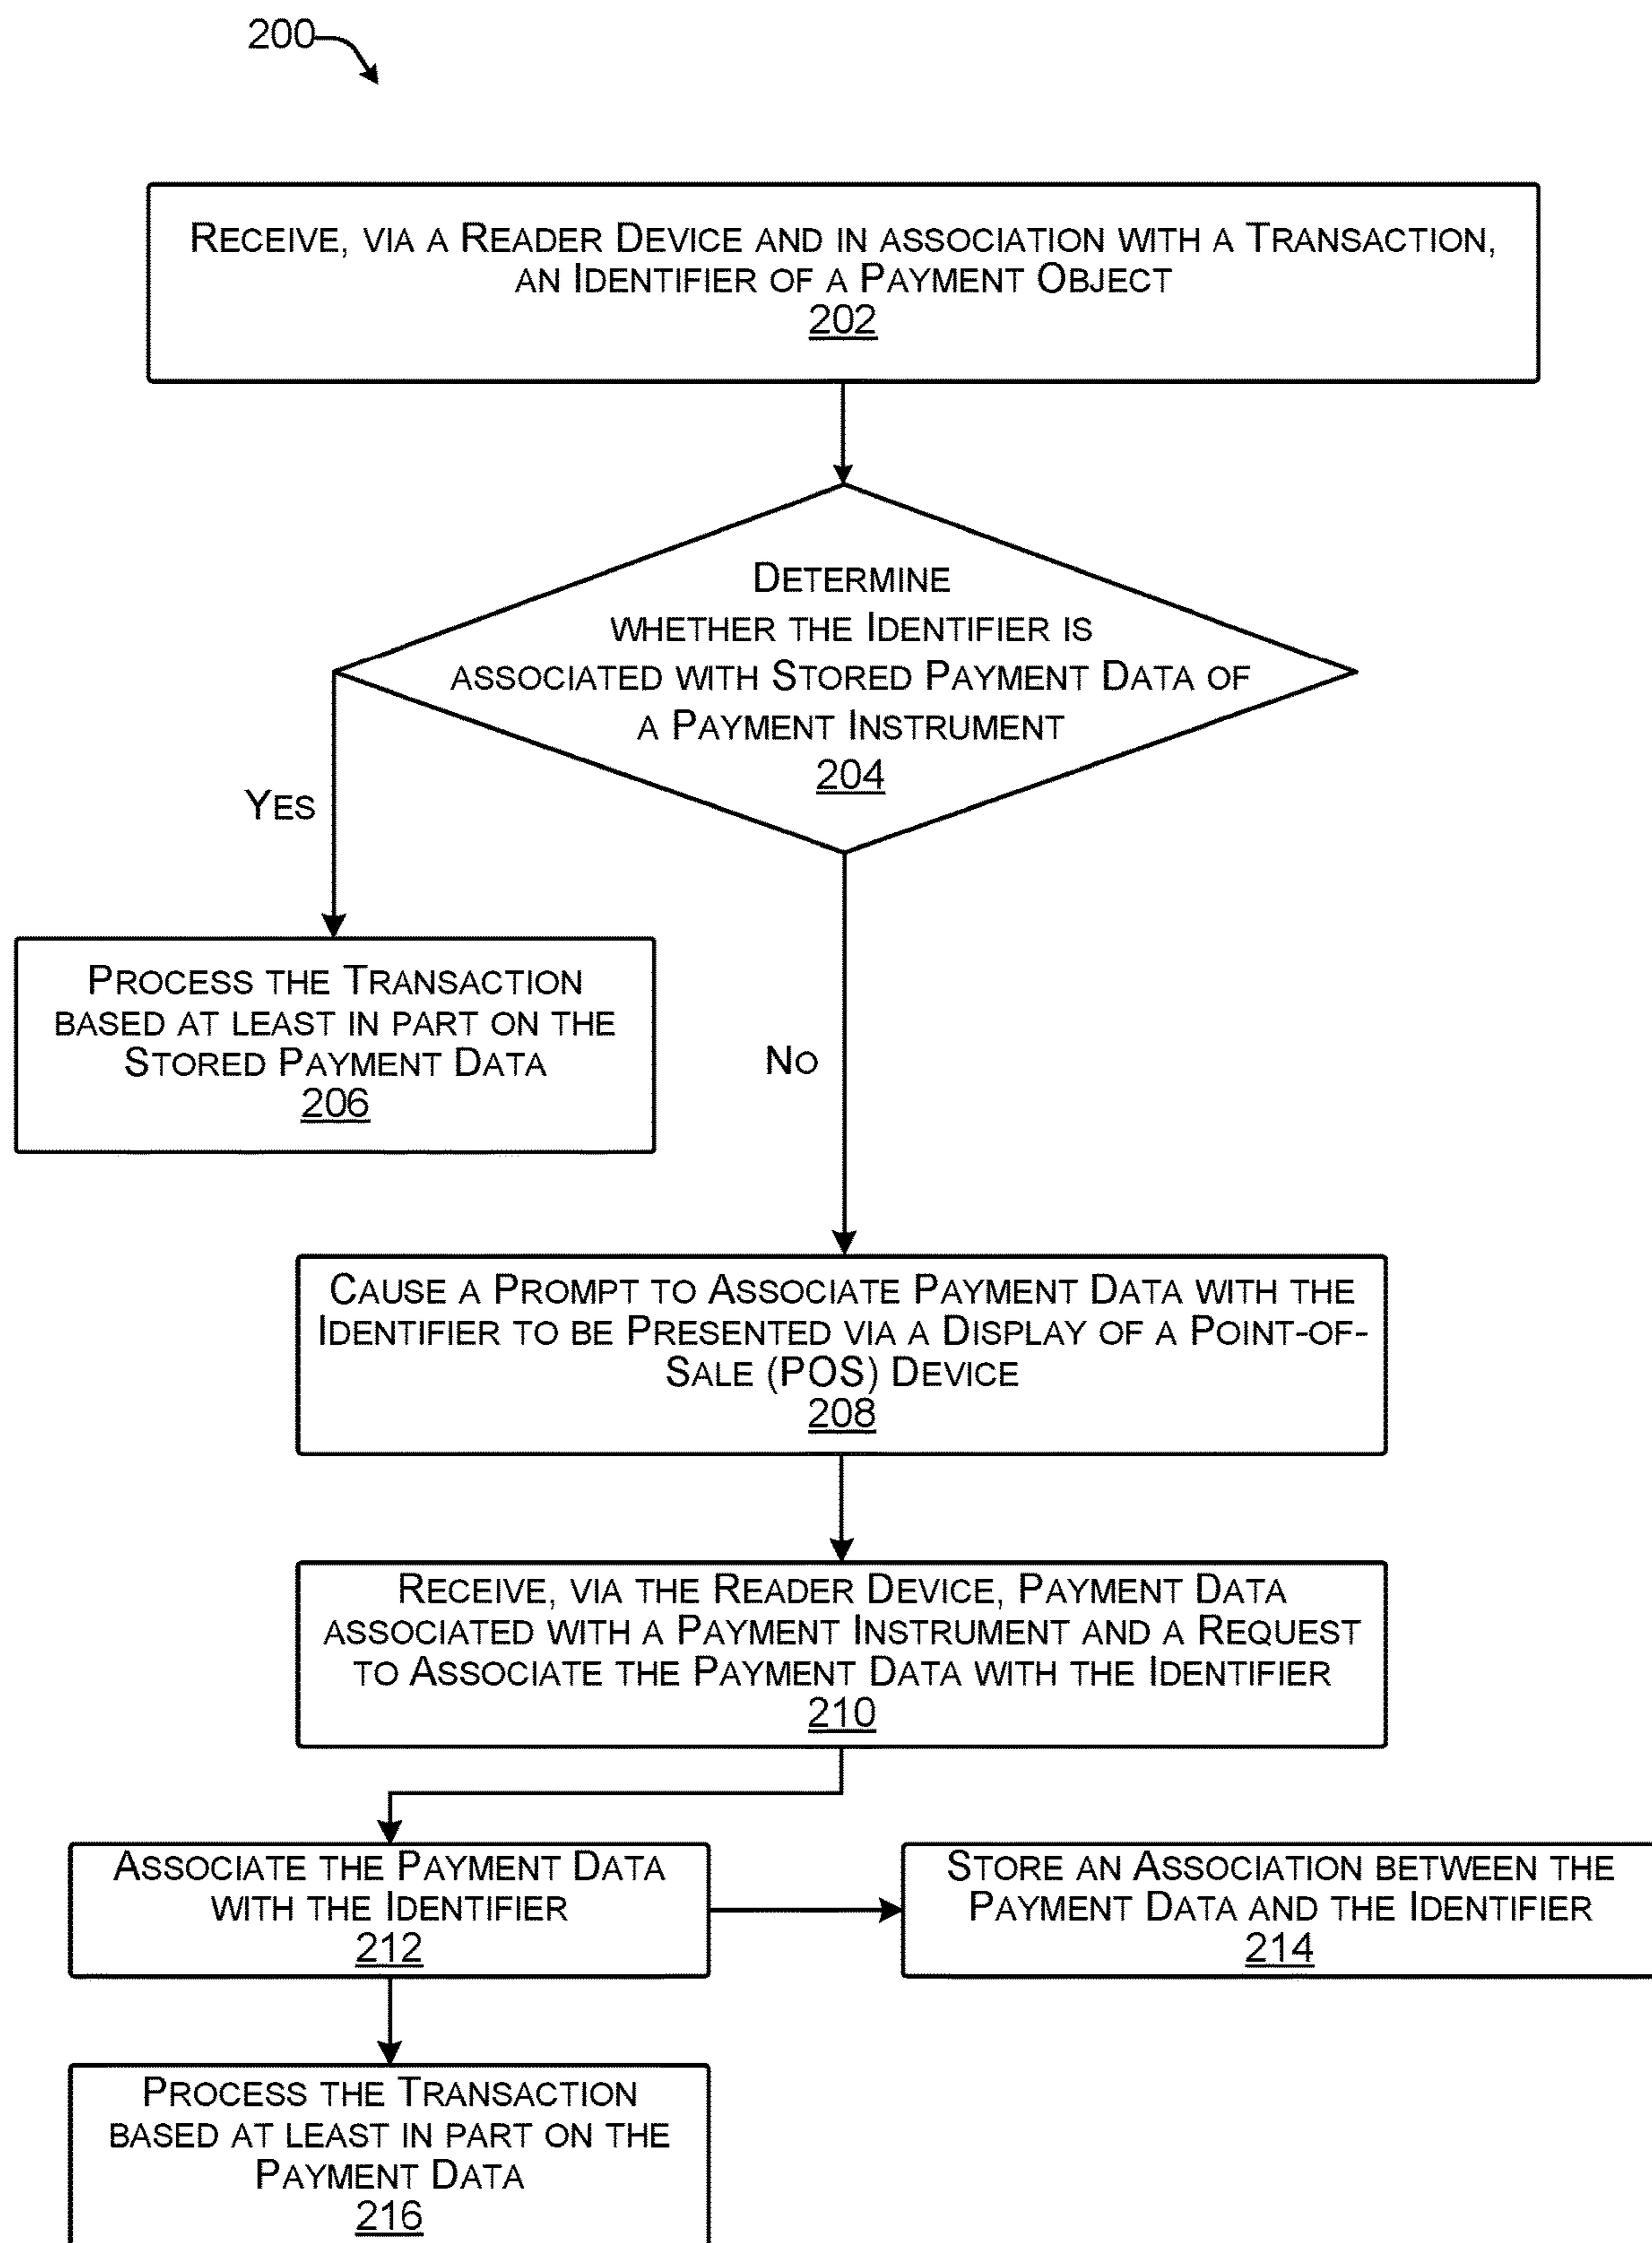 200
RECEIVE, VIA A READER DEVICE AND IN ASSOCIATION WITH A TRANSACTION,
AN IDENTIFIER OF A PAYMENT OBJECT
202
DETERMINE
WHETHER THE IDENTIFIER IS
ASSOCIATED WITH STORED PAYMENT DATA OF
A PAYMENT INSTRUMENT
204
YES
PROCESS THE TRANSACTION
BASED AT LEAST IN PART ON THE
STORED PAYMENT DATA
206
NO
CAUSE A PROMPT TO ASSOCIATE PAYMENT DATA WITH THE
IDENTIFIER TO BE PRESENTED VIA A DISPLAY OF A POINT-OF-
SALE (POS) DEVICE
208
RECEIVE, VIA THE READER DEVICE, PAYMENT DATA
ASSOCIATED WITH A PAYMENT INSTRUMENT AND A REQUEST
TO ASSOCIATE THE PAYMENT DATA WITH THE IDENTIFIER
210
ASSOCIATE THE PAYMENT DATA
WITH THE IDENTIFIER
212
STORE AN ASSOCIATION BETWEEN THE
PAYMENT DATA AND THE IDENTIFIER
214
PROCESS THE TRANSACTION
BASED AT LEAST IN PART ON THE
PAYMENT DATA
216